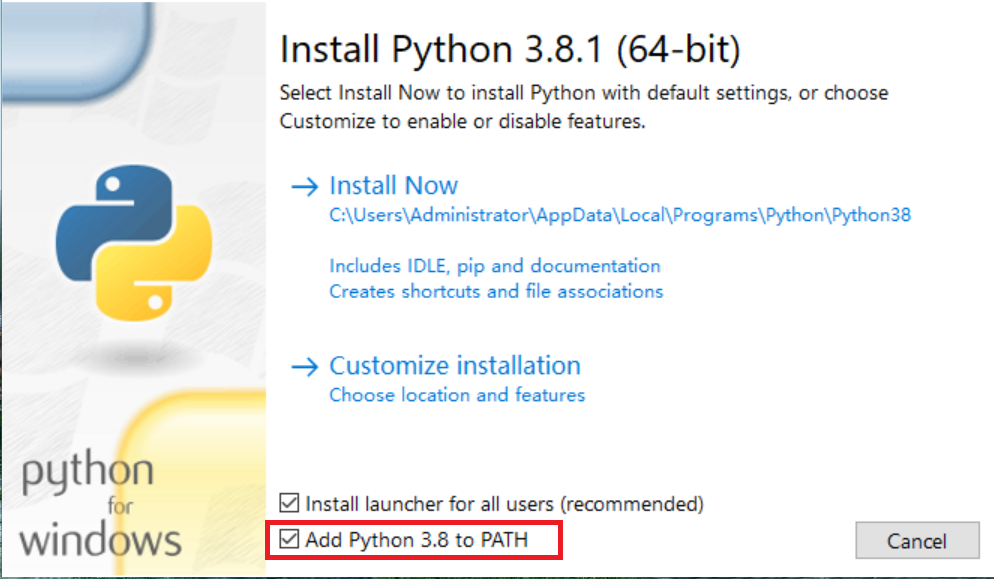 Install Python 3.8.1 (64-bit)
Select Install Now to install Python with default settings, or choose
Customize to enable or disable features.
→ Install Now
C:\Users\Administrator\AppData\Local\Programs\Python\Python38
Includes IDLE, pip and documentation
Creates shortcuts and file associations
→ Customize installation
Choose location and features
python
for
windows
Install launcher for all users (recommended)
Add Python 3.8 to PATH
Cancel